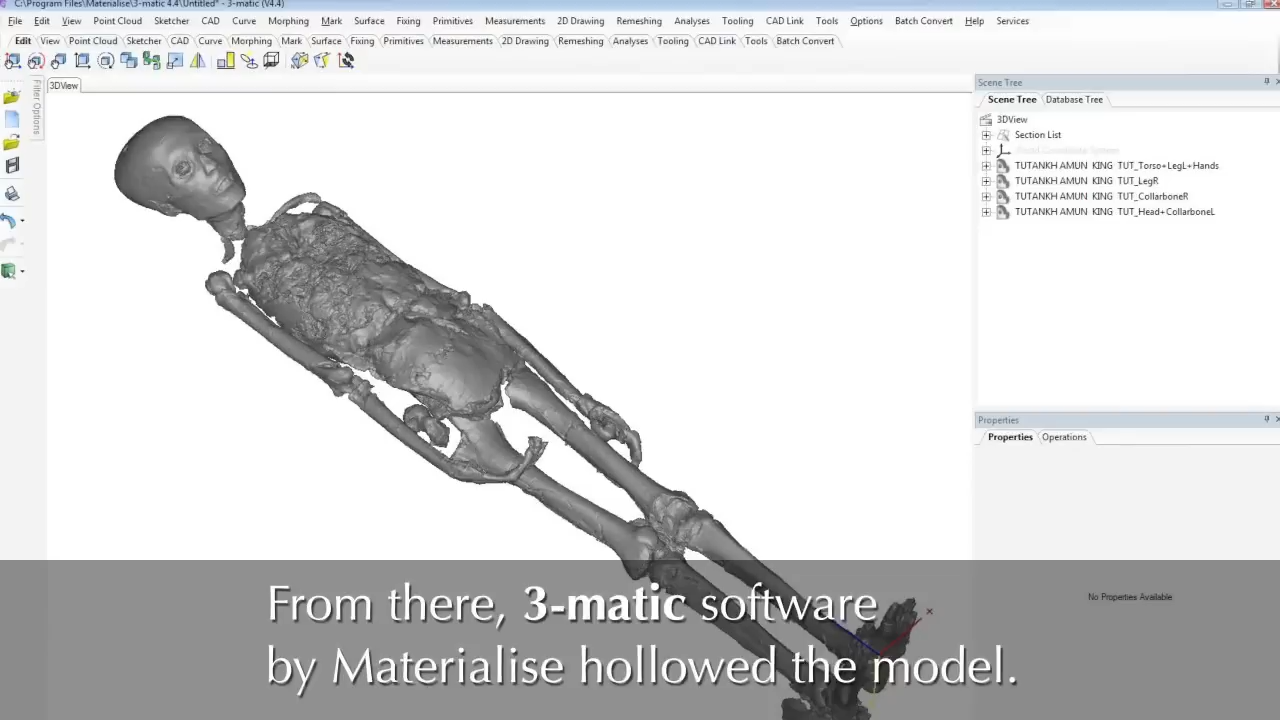 C:\Program Files\Materialise\3-matic 4.4\Untitled* - 3-matic (V4.4)
File Edit View Point Cloud Sketcher CAD Curve Morphing Mark Surface Fixing Primitives Measurements 2D Drawing Remeshing Analyses Tooling CAD Link Tools Options Batch Convert Help Services
Edit View Point Cloud Sketcher CAD Curve Morphing Mark Surface Fixing Primitives Measurements 2D Drawing Remeshing Analyses Tooling CAD Link Tools Batch Convert
Filter Options
3DView
Scene Tree
Scene Tree Database Tree
3DView
Section List
TUTANKH AMUN KING TUT_Torso+LegL+Hands
TUTANKH AMUN KING TUT_LegR
TUTANKH AMUN KING TUT_CollarboneR
TUTANKH AMUN KING TUT_Head+CollarboneL
Properties
Properties Operations
No Properties Available
From there, 3-matic software
by Materialise hollowed the model.